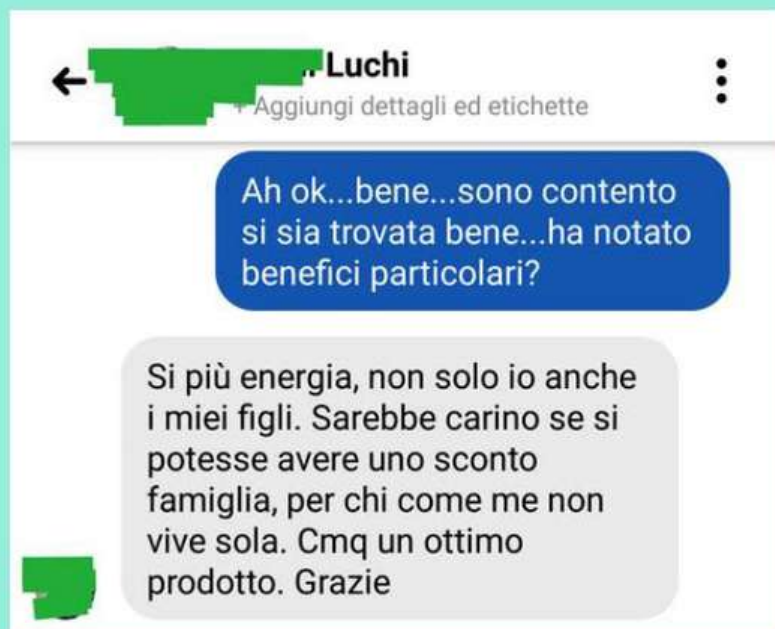 Luchi
+ Aggiungi dettagli ed etichette
Ah ok...bene...sono contento
si sia trovata bene...ha notato
benefici particolari?
Si più energia, non solo io anche
i miei figli. Sarebbe carino se si
potesse avere uno sconto
famiglia, per chi come me non
vive sola. Cmq un ottimo
prodotto. Grazie